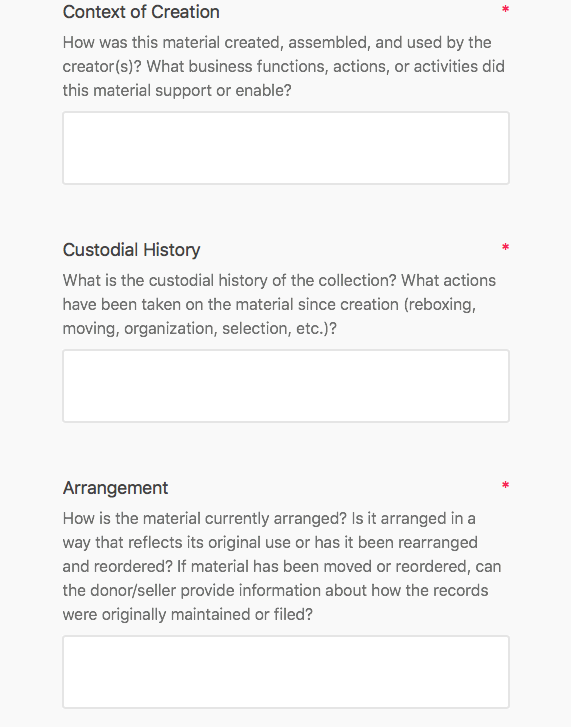 Context of Creation *
How was this material created, assembled, and used by the
creator(s)? What business functions, actions, or activities did
this material support or enable?
Custodial History *
What is the custodial history of the collection? What actions
have been taken on the material since creation (reboxing,
moving, organization, selection, etc.)?
Arrangement *
How is the material currently arranged? Is it arranged in a
way that reflects its original use or has it been rearranged
and reordered? If material has been moved or reordered, can
the donor/seller provide information about how the records
were originally maintained or filed?